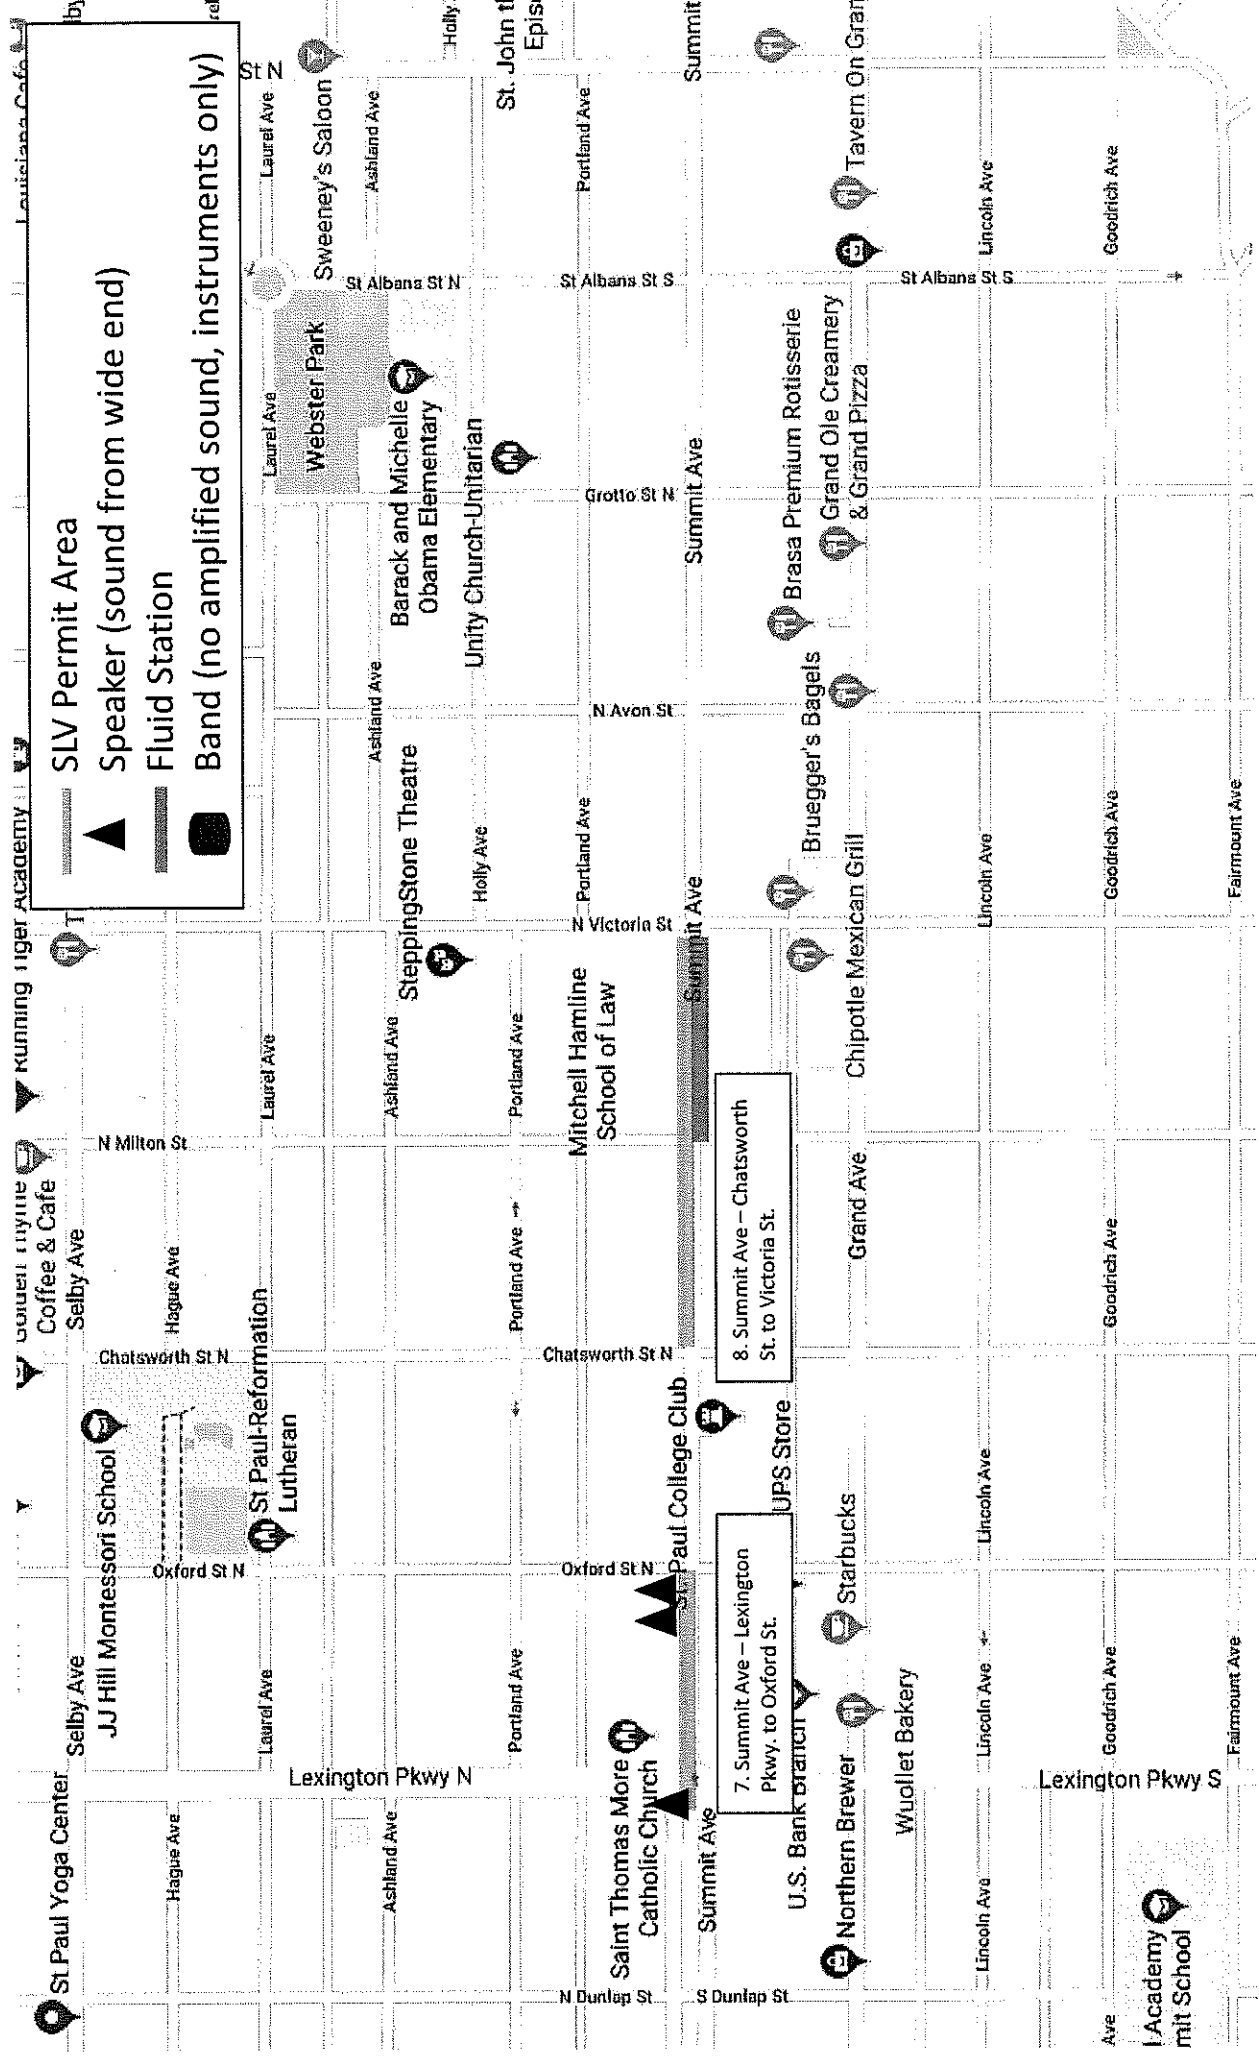 SLV Permit Area
Speaker (sound from wide end)
Fluid Station
Band (no amplified sound, instruments only)
St Paul Yoga Center
Selby Ave
JJ Hill Montessori School
Coffee & Cafe
Selby Ave
Running Tiger Academy
Hague Ave
Hague Ave
N Milton St
Chatsworth St N
Oxford St N
St Paul-Reformation
Lutheran
Laurel Ave
Laurel Ave
Laurel Ave
Laurel Ave
St N
Lexington Pkwy N
Webster Park
Sweeney's Saloon
Ashland Ave
Ashland Ave
Ashland Ave
Ashland Ave
St Albans St N
Barack and Michelle
Obama Elementary
SteppingStone Theatre
Unity Church-Unitarian
Holly Ave
Holly
Portland Ave
Portland Ave
Portland Ave
Portland Ave
Portland Ave
St. John
N Dunlap St
S Dunlap St
Saint Thomas More
Catholic Church
Oxford St N
Chatsworth St N
Mitchell Hamline
School of Law
N Victoria St
N Avon St
Grotto St N
St Albans St S
Summit Ave
St. Paul College Club
Summit Ave
Summit Ave
Summit Ave
Summit
7. Summit Ave – Lexington
Pkwy. to Oxford St.
8. Summit Ave – Chatsworth
St. to Victoria St.
U.S. Bank Branch
UPS Store
Northern Brewer
Starbucks
Wuollet Bakery
Grand Ave
Chipotle Mexican Grill
Bruegger's Bagels
Brasa Premium Rotisserie
Grand Ole Creamery
& Grand Pizza
Tavern On Gran
St Albans St S
Lincoln Ave
Lincoln Ave
Lincoln Ave
Lincoln Ave
Lincoln Ave
Lexington Pkwy S
Ave
Goodrich Ave
Goodrich Ave
Goodrich Ave
Goodrich Ave
Academy
mit School
Fairmount Ave
Fairmount Ave